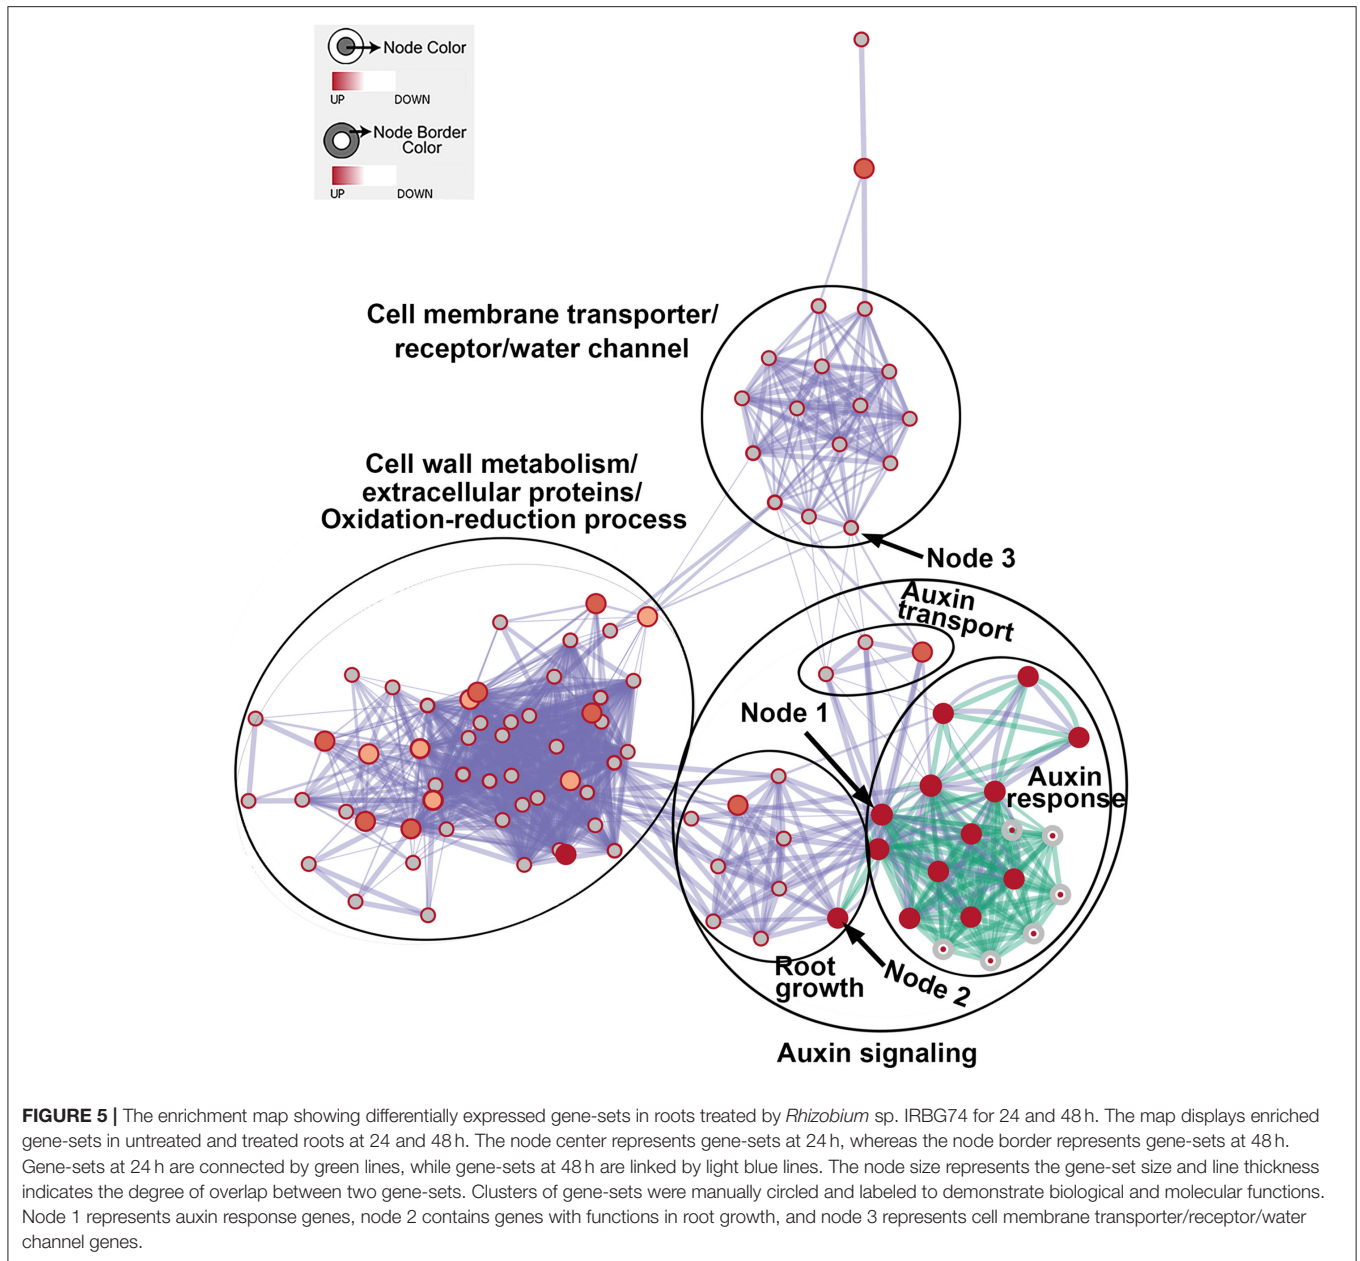 Node Color
UP DOWN
Node Border
Color
UP DOWN
Cell membrane transporter/
receptor/water channel
Cell wall metabolism/
extracellular proteins/
Oxidation-reduction process
Node 3
Auxin
transport
Node 1
Auxin
response
Root
growth
Node 2
Auxin signaling
FIGURE 5 | The enrichment map showing differentially expressed gene-sets in roots treated by Rhizobium sp. IRBG74 for 24 and 48 h. The map displays enriched
gene-sets in untreated and treated roots at 24 and 48 h. The node center represents gene-sets at 24 h, whereas the node border represents gene-sets at 48 h.
Gene-sets at 24 h are connected by green lines, while gene-sets at 48 h are linked by light blue lines. The node size represents the gene-set size and line thickness
indicates the degree of overlap between two gene-sets. Clusters of gene-sets were manually circled and labeled to demonstrate biological and molecular functions.
Node 1 represents auxin response genes, node 2 contains genes with functions in root growth, and node 3 represents cell membrane transporter/receptor/water
channel genes.